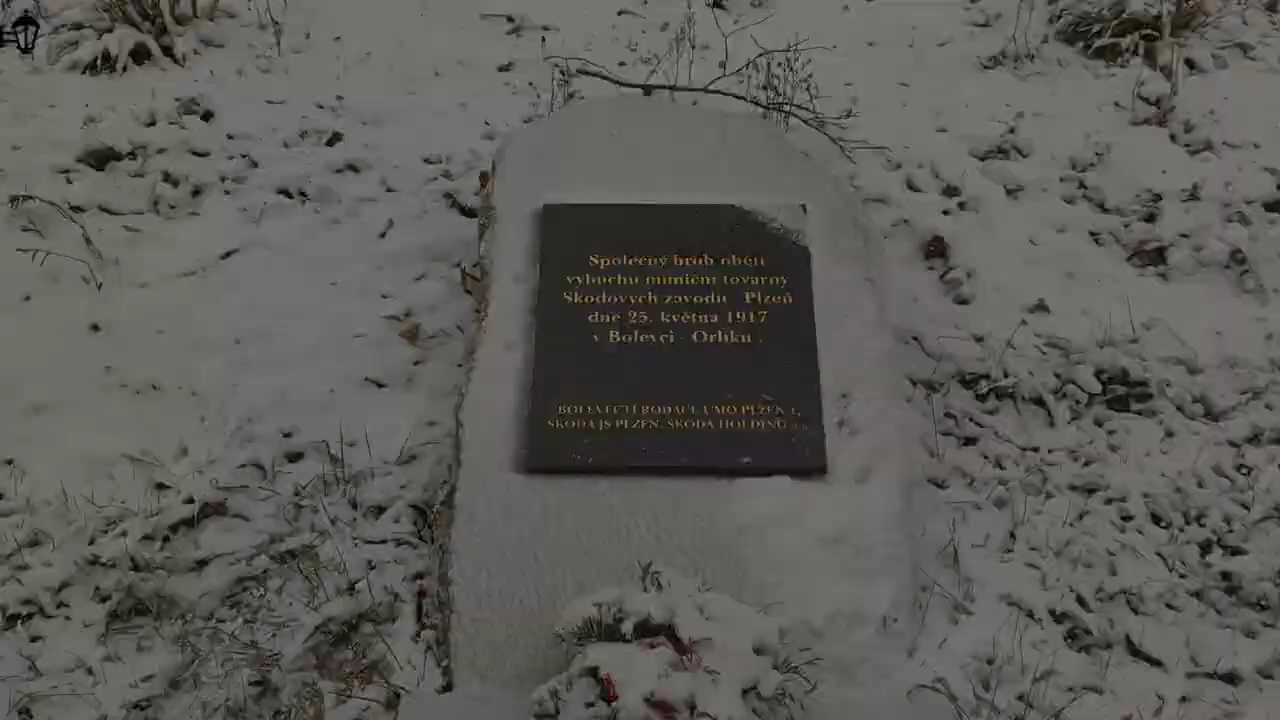 Společný hrob obětí
výbuchu muniční továrny
Škodových závodů - Plzeň
dne 25. května 1917
v Bolevci - Orlíku .
BOLEVEČTÍ RODÁCI, ÚMO PLZEŇ 1,
ŠKODA JS PLZEŇ, ŠKODA HOLDING